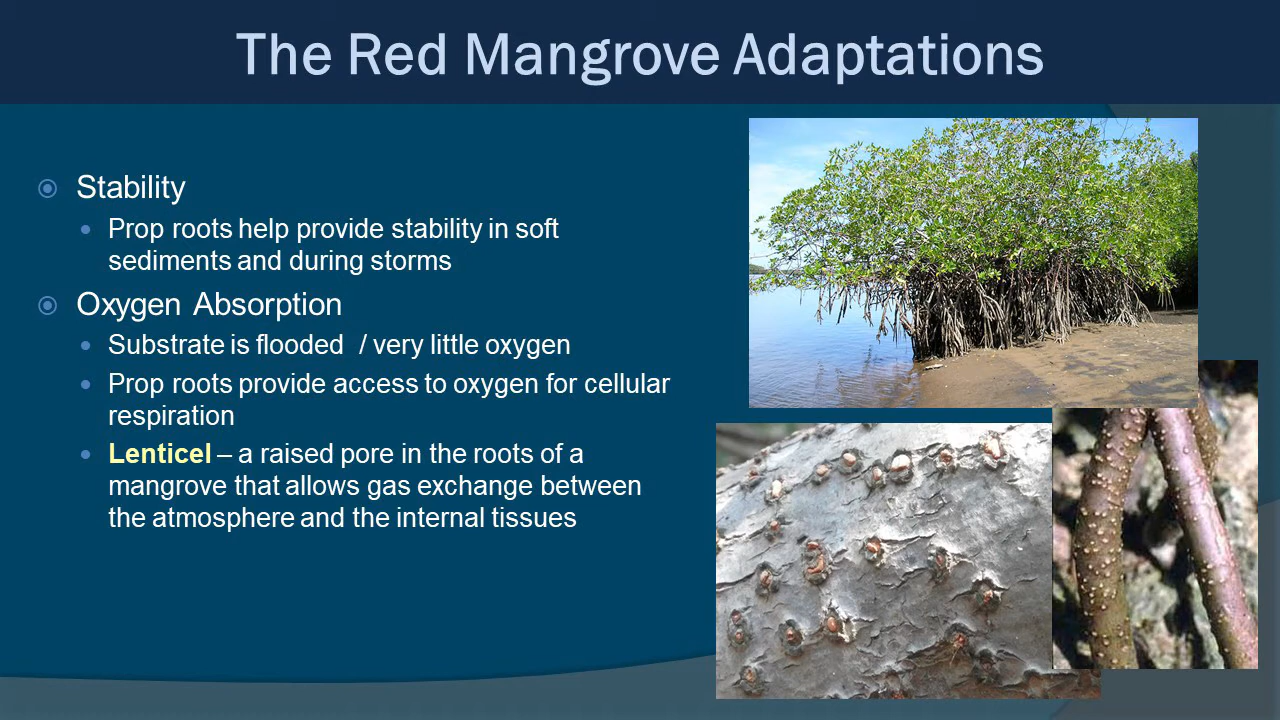 The Red Mangrove Adaptations
Stability
Prop roots help provide stability in soft
sediments and during storms
Oxygen Absorption
Substrate is flooded / very little oxygen
Prop roots provide access to oxygen for cellular
respiration
Lenticel – a raised pore in the roots of a
mangrove that allows gas exchange between
the atmosphere and the internal tissues